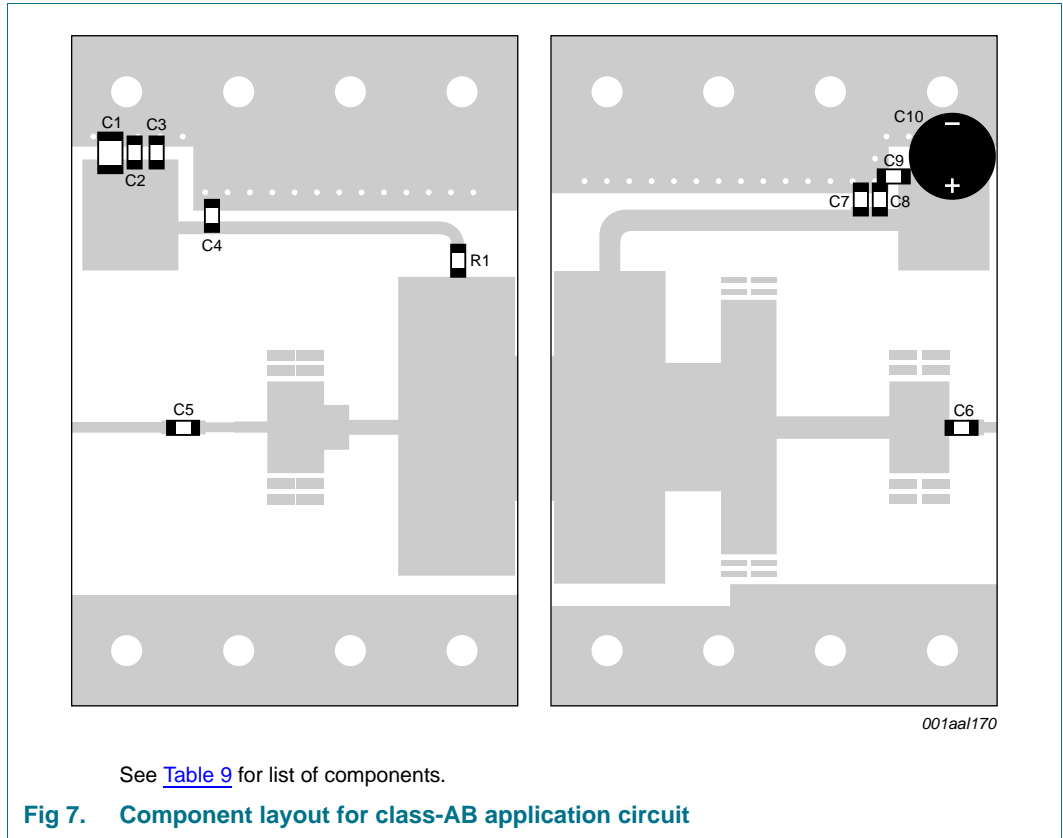 C1 C3
C2
C4
R1
C5
C10
−
C9
+
C7 C8
C6
001aal170
See Table 9 for list of components.
Fig 7. Component layout for class-AB application circuit